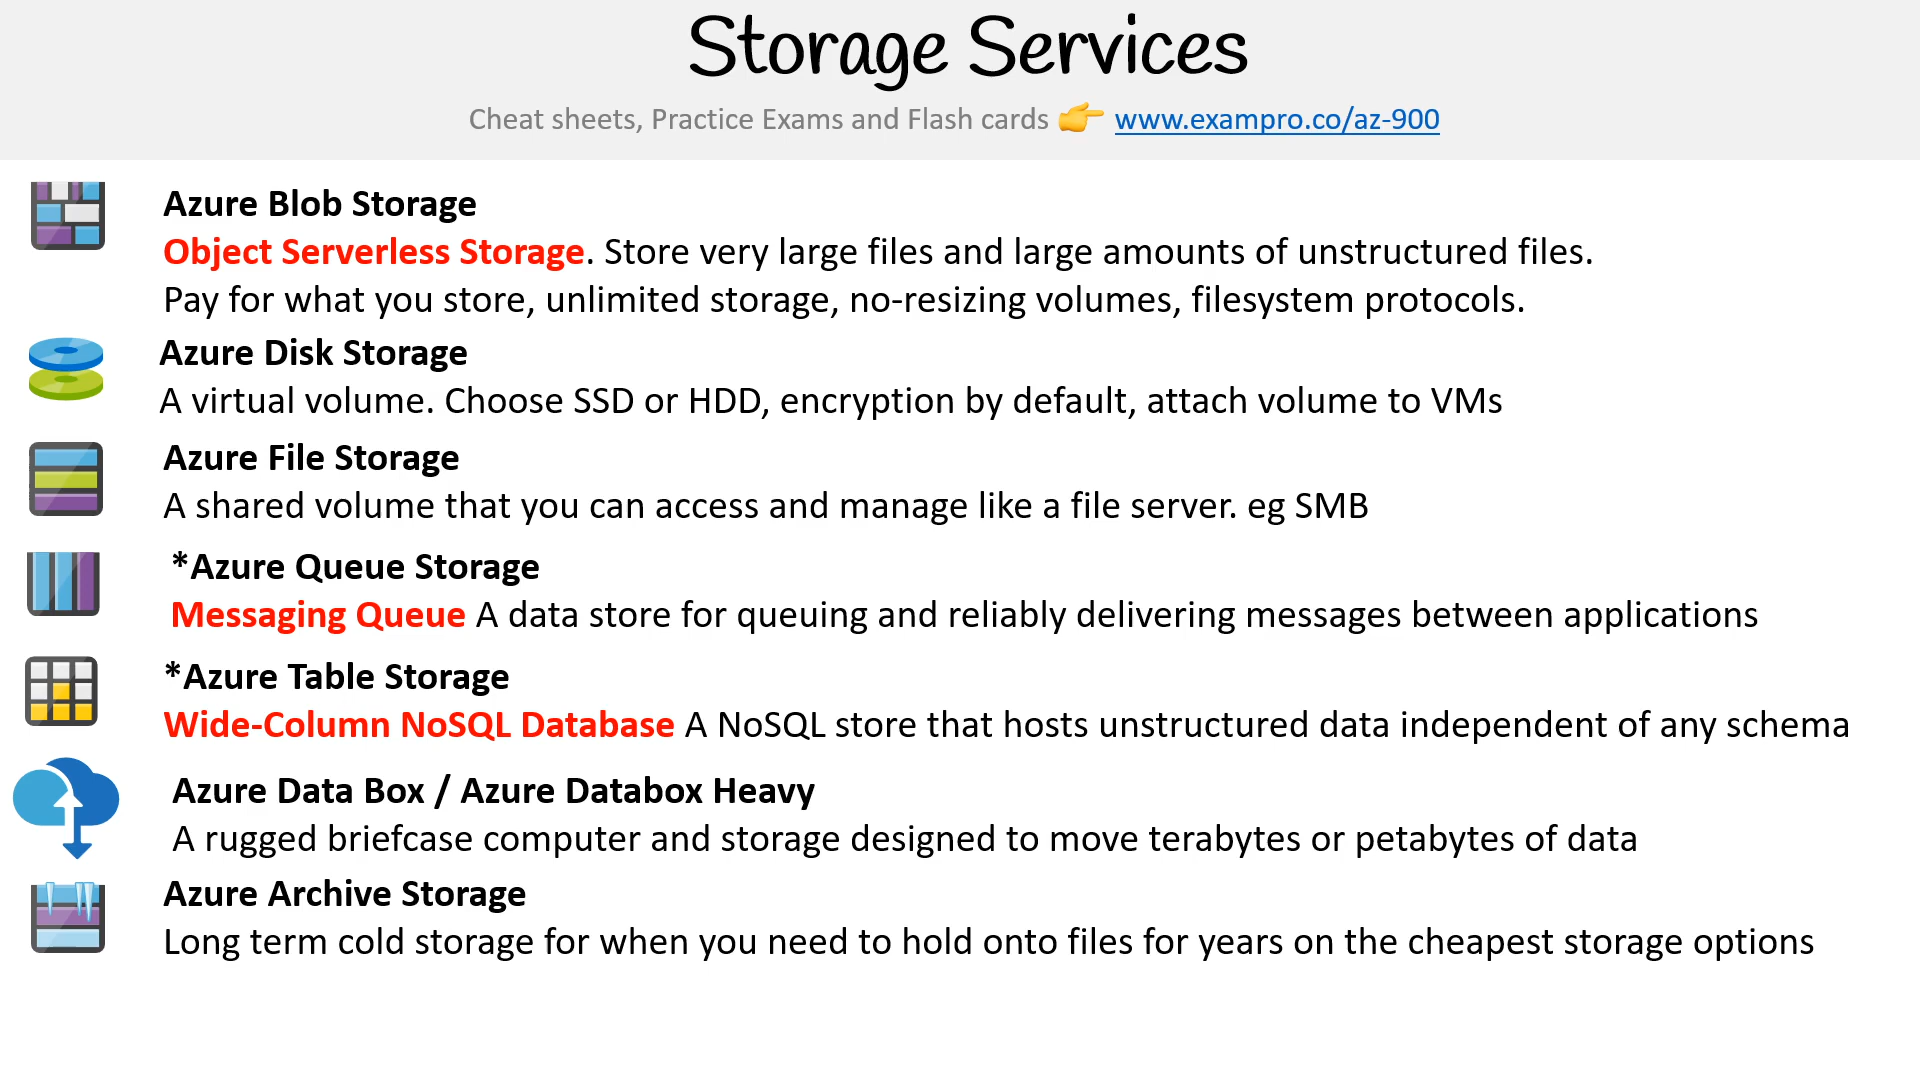 Storage Services
Cheat sheets, Practice Exams and Flash cards 👉 www.exampro.co/az-900
Azure Blob Storage
Object Serverless Storage. Store very large files and large amounts of unstructured files.
Pay for what you store, unlimited storage, no-resizing volumes, filesystem protocols.
Azure Disk Storage
A virtual volume. Choose SSD or HDD, encryption by default, attach volume to VMs
Azure File Storage
A shared volume that you can access and manage like a file server. eg SMB
*Azure Queue Storage
Messaging Queue A data store for queuing and reliably delivering messages between applications
*Azure Table Storage
Wide-Column NoSQL Database A NoSQL store that hosts unstructured data independent of any schema
Azure Data Box / Azure Databox Heavy
A rugged briefcase computer and storage designed to move terabytes or petabytes of data
Azure Archive Storage
Long term cold storage for when you need to hold onto files for years on the cheapest storage options